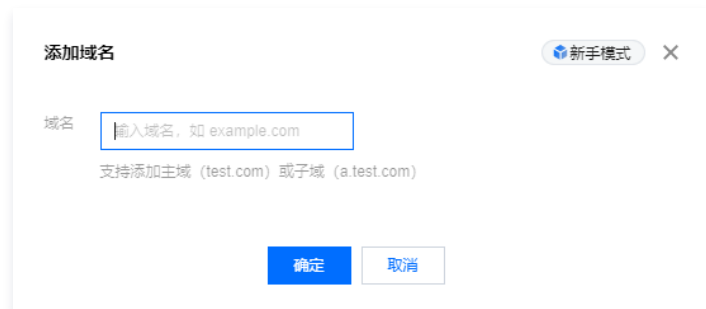 添加域名
新手模式
域名
输入域名，如 example.com
支持添加主域（test.com）或子域（a.test.com）
确定
取消